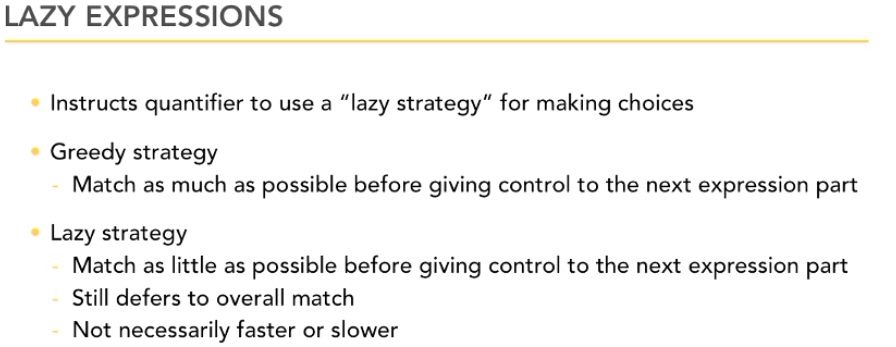 LAZY EXPRESSIONS
• Instructs quantifier to use a “lazy strategy” for making choices
• Greedy strategy
- Match as much as possible before giving control to the next expression part
• Lazy strategy
- Match as little as possible before giving control to the next expression part
- Still defers to overall match
- Not necessarily faster or slower